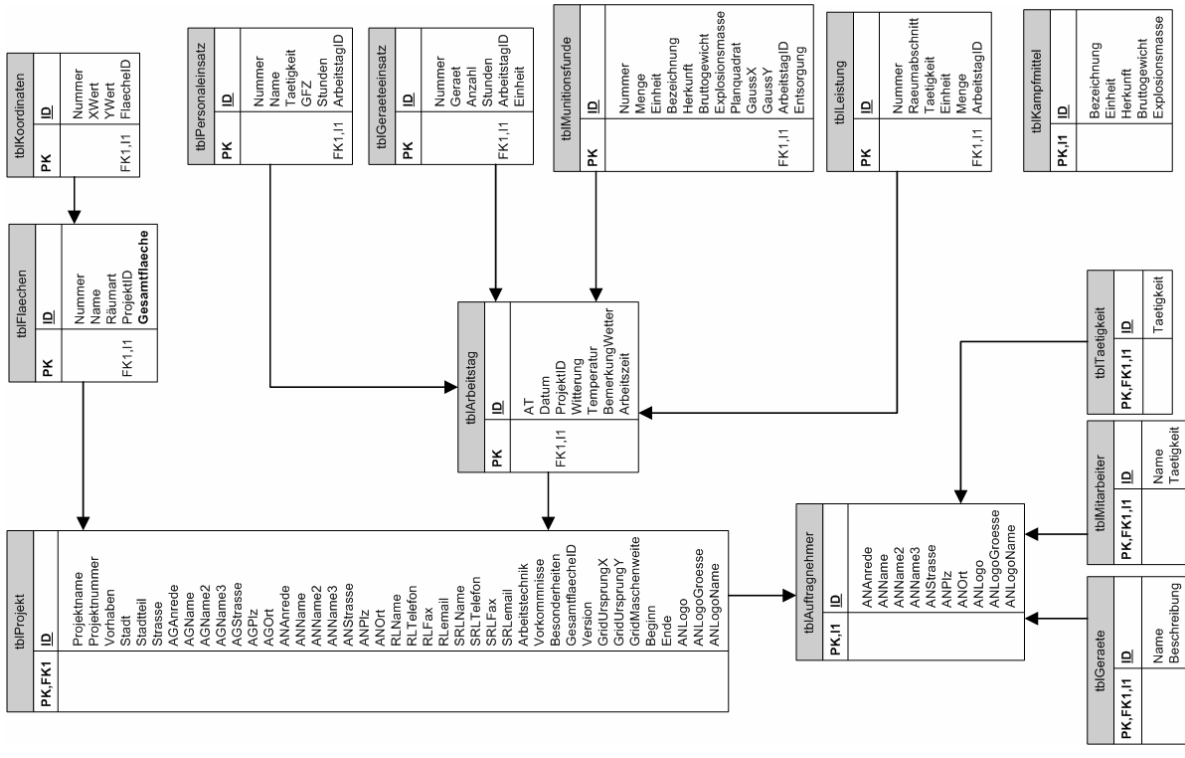 tblProjekt
PK,FK1 ID
Projektname
Projektnummer
Vorhaben
Stadt
Stadtteil
Strasse
AGAnrede
AGName
AGName2
AGName3
AGStrasse
AGPlz
AGOrt
ANAnrede
ANName
ANName2
ANName3
ANStrasse
ANPlz
ANOrt
RLName
RLTelefon
RLFax
RLemail
SRLName
SRLTelefon
SRLFax
SRLemail
Arbeitstechnik
Vorkommnisse
Besonderheiten
GesamtflaecheID
Version
GridUrsprungX
GridUrsprungY
GridMaschenweite
Beginn
Ende
ANLogo
ANLogoGroesse
ANLogoName
tblFlaechen
PK ID
Nummer
Name
Räumart
FK1,I1 ProjektID
Gesamtflaeche
tblKoordinaten
PK ID
Nummer
XWert
YWert
FK1,I1 FlaecheID
tblArbeitstag
PK ID
AT
Datum
FK1,I1 ProjektID
Witterung
Temperatur
BemerkungWetter
Arbeitszeit
tblPersonaleinsatz
PK ID
Nummer
Name
Taetigkeit
GFZ
Stunden
FK1,I1 ArbeitstagID
tblGeraeteeinsatz
PK ID
Nummer
Geraet
Anzahl
Stunden
FK1,I1 ArbeitstagID
Einheit
tblMunitionsfunde
PK ID
Nummer
Menge
Einheit
Bezeichnung
Herkunft
Bruttogewicht
Explosionsmasse
Planquadrat
GaussX
GaussY
FK1,I1 ArbeitstagID
Entsorgung
tblLeistung
PK ID
Nummer
Raeumabschnitt
Taetigkeit
Einheit
Menge
FK1,I1 ArbeitstagID
tblKampfmittel
PK,I1 ID
Bezeichnung
Einheit
Herkunft
Bruttogewicht
Explosionsmasse
tblAuftragnehmer
PK,I1 ID
ANAnrede
ANName
ANName2
ANName3
ANStrasse
ANPlz
ANOrt
ANLogo
ANLogoGroesse
ANLogoName
tblGeraete
PK,FK1,I1 ID
Name
Beschreibung
tblMitarbeiter
PK,FK1,I1 ID
Name
Taetigkeit
tblTaetigkeit
PK,FK1,I1 ID
Taetigkeit